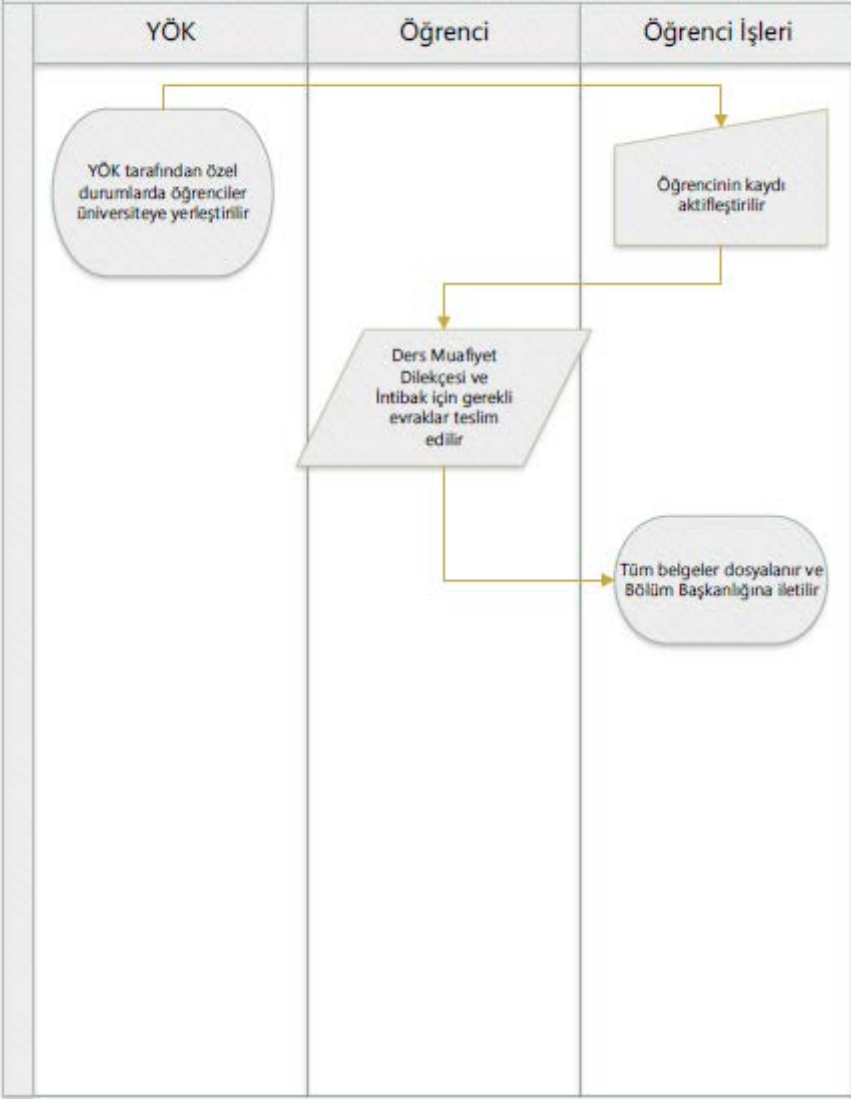 YÖK
Öğrenci
Öğrenci İşleri
YÖK tarafından özel
durumlarda öğrenciler
üniversiteye yerleştirilir
Öğrencinin kaydı
aktifleştirilir
Ders Muafiyet
Dilekçesi ve
İntibak için gerekli
evraklar teslim
edilir
Tüm belgeler dosyalanır ve
Bölüm Başkanlığına iletilir